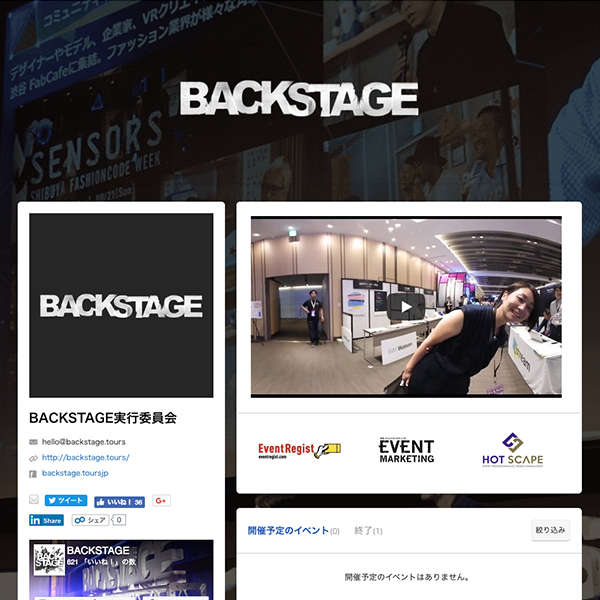 コミュニティ
デザイナーやモデル、企業家、VRクリエイ
渋谷 FabCafeに集結。ファッション業界が様々な角
SENSORS
SHIBUYA FASHIONCODE WEEK
BACKSTAGE
BACKSTAGE
BACKSTAGE実行委員会
hello@backstage.tours
http://backstage.tours/
backstage.toursjp
ツイート
いいね! 36
G+
in Share
シェア
0
BACK
STAGE
BACKSTAGE
621 「いいね!」の数
BACKSTAGE
EventRegist
eventregist.com
EVENT
MARKETING
HOT SCAPE
開催予定のイベント(0)
終了(1)
絞り込み
開催予定のイベントはありません。